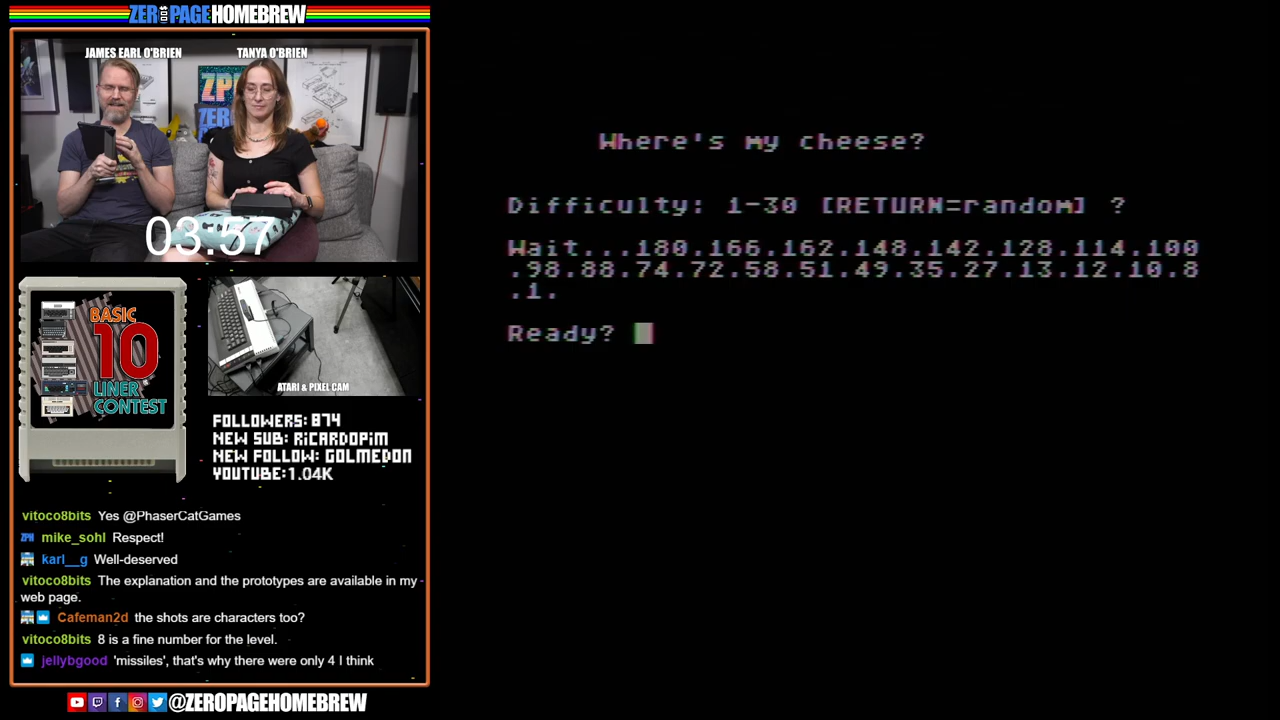 ZEROPAGE HOMEBREW
JAMES EARL O'BRIEN
TANYA O'BRIEN
ZPH
03:57
BASIC
10
LINER
CONTEST
ATARI & PIXEL CAM
FOLLOWERS: 874
NEW SUB: RICARDOPIM
NEW FOLLOW: GOLMEDON
YOUTUBE:1.04K
vitoco8bits Yes @PhaserCatGames
ZPH mike_sohl Respect!
karl__g Well-deserved
vitoco8bits The explanation and the prototypes are available in my
web page.
Cafeman2d the shots are characters too?
vitoco8bits 8 is a fine number for the level.
jellybgood 'missiles', that's why there were only 4 I think
@ZEROPAGEHOMEBREW
Where's my cheese?
Difficulty: 1-30 [RETURN=random] ?
Wait...180.166.162.148.142.128.114.100
.98.88.74.72.58.51.49.35.27.13.12.10.8
.1.
Ready?